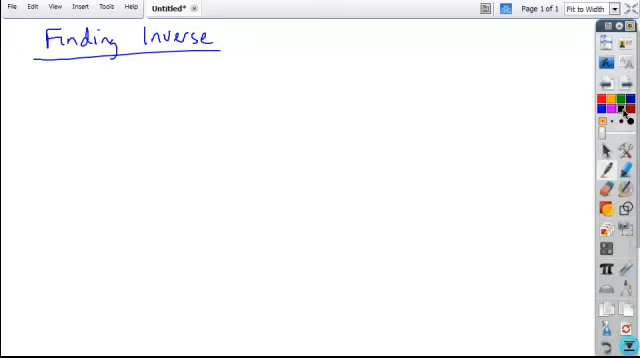 File Edit View Insert Tools Help Untitled* Page 1 of 1 Fit to Width
Finding Inverse